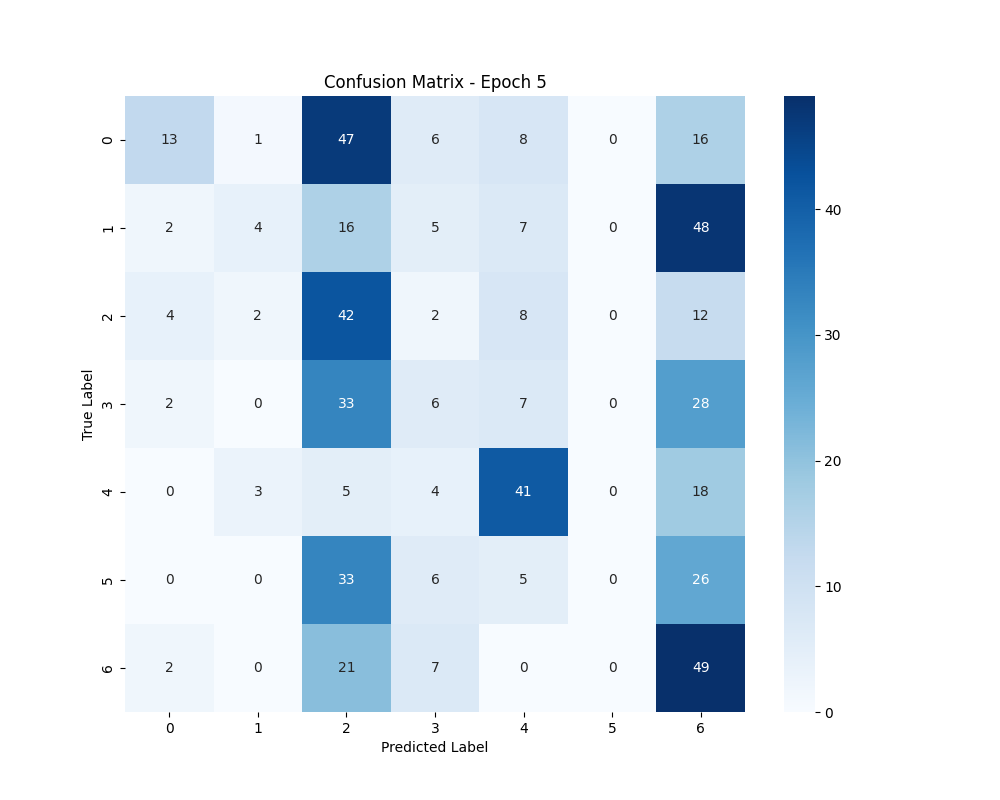 Confusion Matrix - Epoch 5
True Label
0 13 1 47 6 8 0 16
1 2 4 16 5 7 0 48
2 4 2 42 2 8 0 12
3 2 0 33 6 7 0 28
4 0 3 5 4 41 0 18
5 0 0 33 6 5 0 26
6 2 0 21 7 0 0 49
0 1 2 3 4 5 6
Predicted Label
40
30
20
10
0